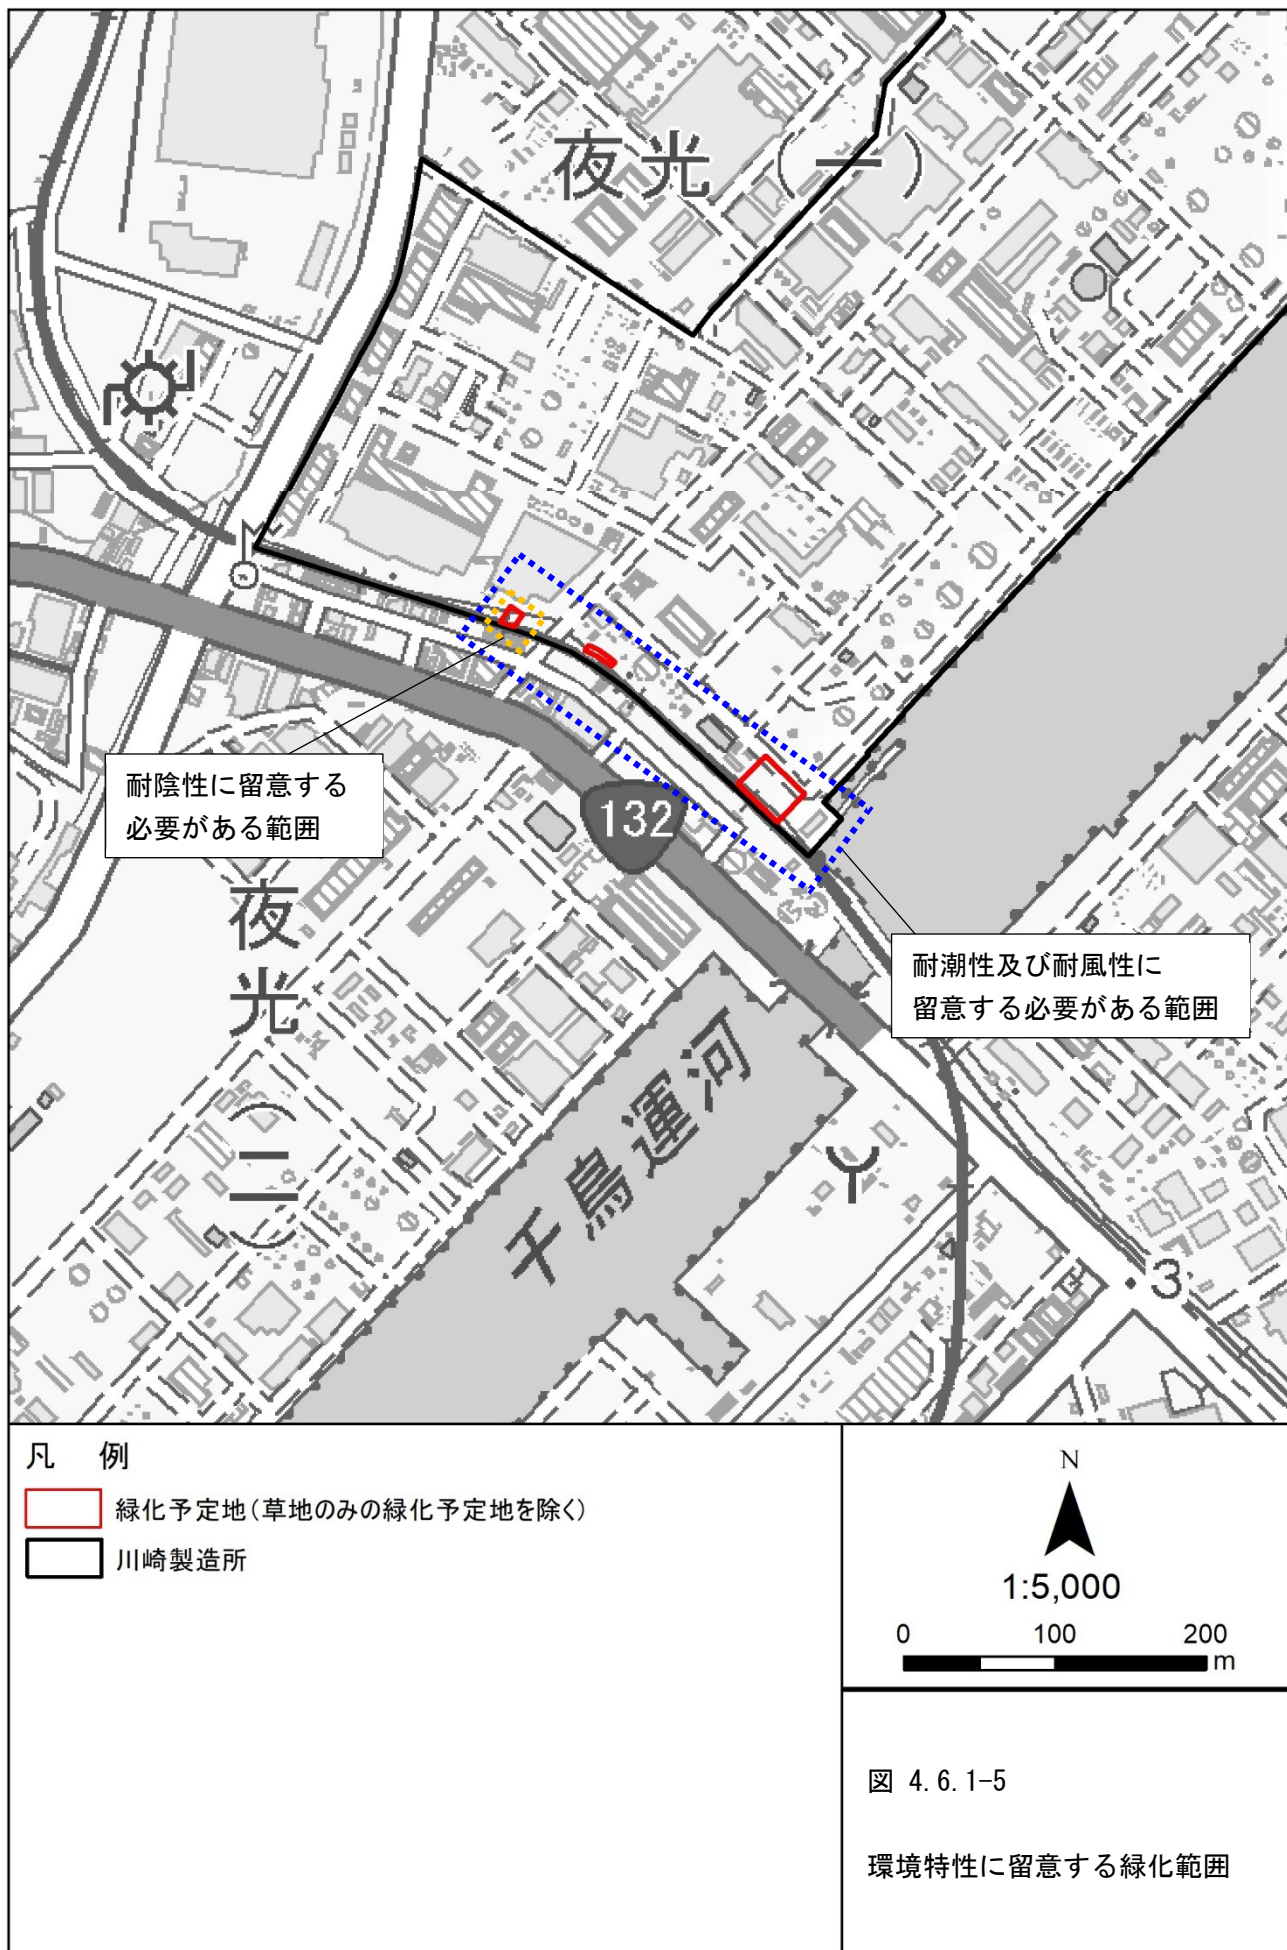 夜光(一)
耐陰性に留意する
必要がある範囲
132
夜光(二)
耐潮性及び耐風性に
留意する必要がある範囲
千鳥運河
3
凡 例
緑化予定地(草地のみの緑化予定地を除く)
川崎製造所
N
1:5,000
0 100 200
m
図 4.6.1-5
環境特性に留意する緑化範囲